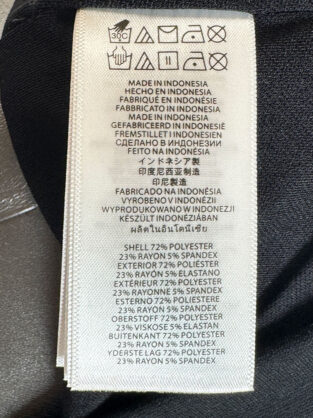 30C
MADE IN INDONESIA
HECHO EN INDONESIA
FABRIQUÉ EN INDONÉSIE
FABBRICATO IN INDONESIA
MADE IN INDONESIA
GEFABRICEERD IN INDONESIË
FREMSTILLET I INDONESIEN
СДЕЛАНО В ИНДОНЕЗИИ
FEITO NA INDONÉSIA
インドネシア製
印度尼西亚制造
印尼製造
FABRICADO NA INDONÉSIA
VYROBENO V INDONÉZII
WYPRODUKOWANO W INDONEZJI
KÉSZÜLT INDONÉZIÁBAN
ผลิตในอินโดนีเซีย
SHELL 72% POLYESTER
23% RAYON 5% SPANDEX
EXTERIOR 72% POLIÉSTER
23% RAYON 5% ELASTANO
EXTÉRIEUR 72% POLYESTER
23% RAYONNE 5% SPANDEX
ESTERNO 72% POLIESTERE
23% RAYON 5% SPANDEX
OBERSTOFF 72% POLYESTER
23% VISKOSE 5% ELASTAN
BUITENKANT 72% POLYESTER
23% RAYON 5% SPANDEX
YDERSTELAG 72% POLYESTER
23% RAYON 5% SPANDEX